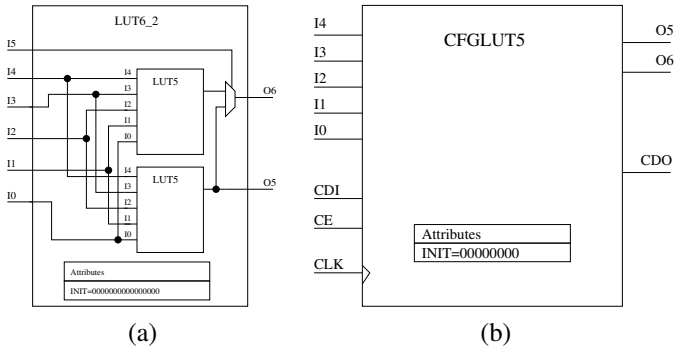 LUT6_2
I5
I4
I3
I2
I1
I0
I4
I3
I2
I1
I0
LUT5
O6
I4
I3
I2
I1
I0
LUT5
O5
Attributes
INIT=0000000000000000
(a)
I4
I3
I2
I1
I0
CDI
CE
CLK
CFGLUT5
O5
O6
CDO
Attributes
INIT=00000000
(b)